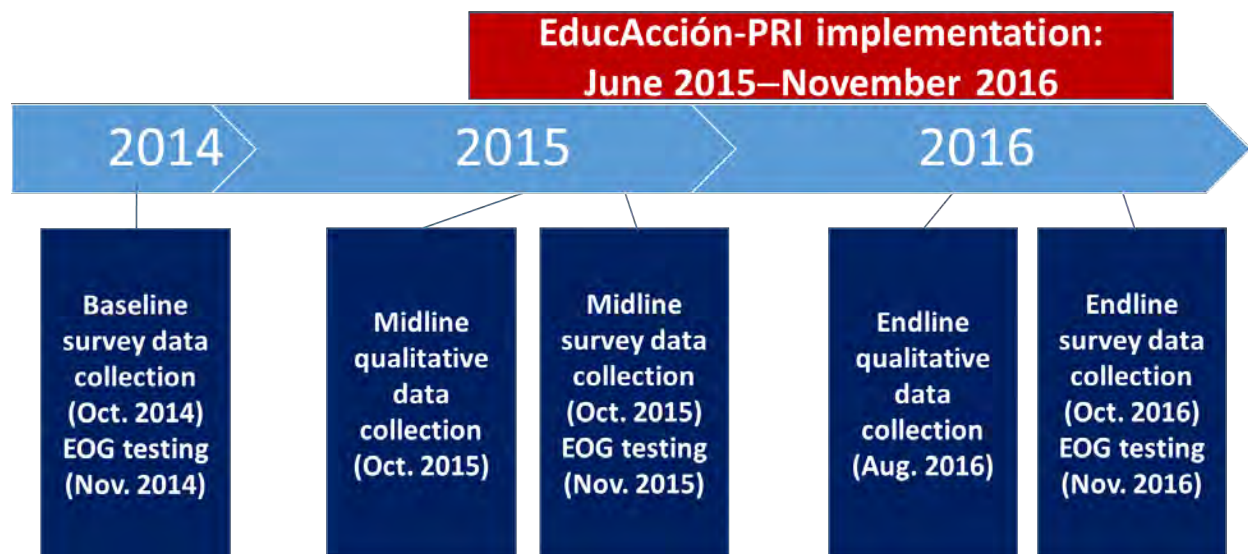 EducAcción-PRI implementation:
June 2015–November 2016
2014
2015
2016
Baseline
survey data
collection
(Oct. 2014)
EOG testing
(Nov. 2014)
Midline
qualitative
data
collection
(Oct. 2015)
Midline
survey data
collection
(Oct. 2015)
EOG testing
(Nov. 2015)
Endline
qualitative
data
collection
(Aug. 2016)
Endline
survey data
collection
(Oct. 2016)
EOG testing
(Nov. 2016)